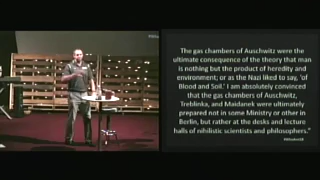 The gas chambers of Auschwitz were the
ultimate consequence of the theory that man
is nothing but the product of heredity and
environment; or as the Nazi liked to say, 'of
Blood and Soil.' I am absolutely convinced
that the gas chambers of Auschwitz,
Treblinka, and Maidanek were ultimately
prepared not in some Ministry or other in
Berlin, but rather at the desks and lecture
halls of nihilistic scientists and philosophers."